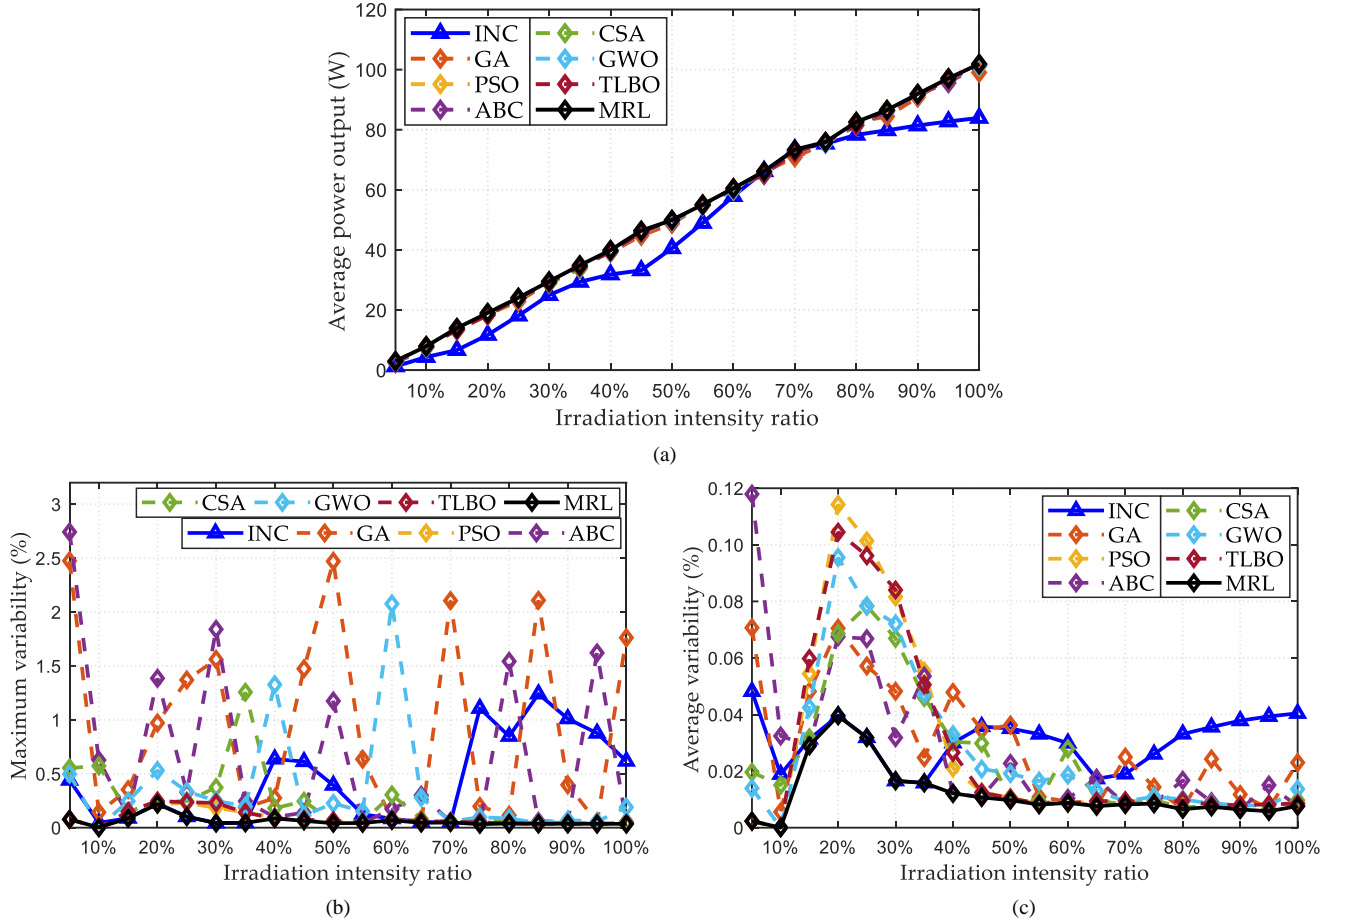 120
100
80
60
40
20
0
Average power output (W)
INC
GA
PSO
ABC
CSA
GWO
TLBO
MRL
10% 20% 30% 40% 50% 60% 70% 80% 90% 100%
Irradiation intensity ratio
(a)
3
2.5
2
1.5
1
0.5
0
Maximum variability (%)
CSA GWO TLBO MRL
INC GA PSO ABC
10% 20% 30% 40% 50% 60% 70% 80% 90% 100%
Irradiation intensity ratio
(b)
0.12
0.10
0.08
0.06
0.04
0.02
0
Average variability (%)
INC
GA
PSO
ABC
CSA
GWO
TLBO
MRL
10% 20% 30% 40% 50% 60% 70% 80% 90% 100%
Irradiation intensity ratio
(c)